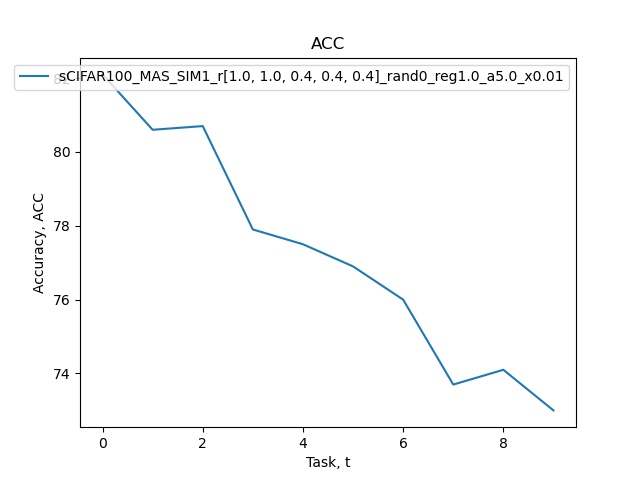 ACC
82
sCIFAR100_MAS_SIM1_r[1.0, 1.0, 0.4, 0.4, 0.4]_rand0_reg1.0_a5.0_x0.01
80
78
76
74
Accuracy, ACC
0 2 4 6 8
Task, t